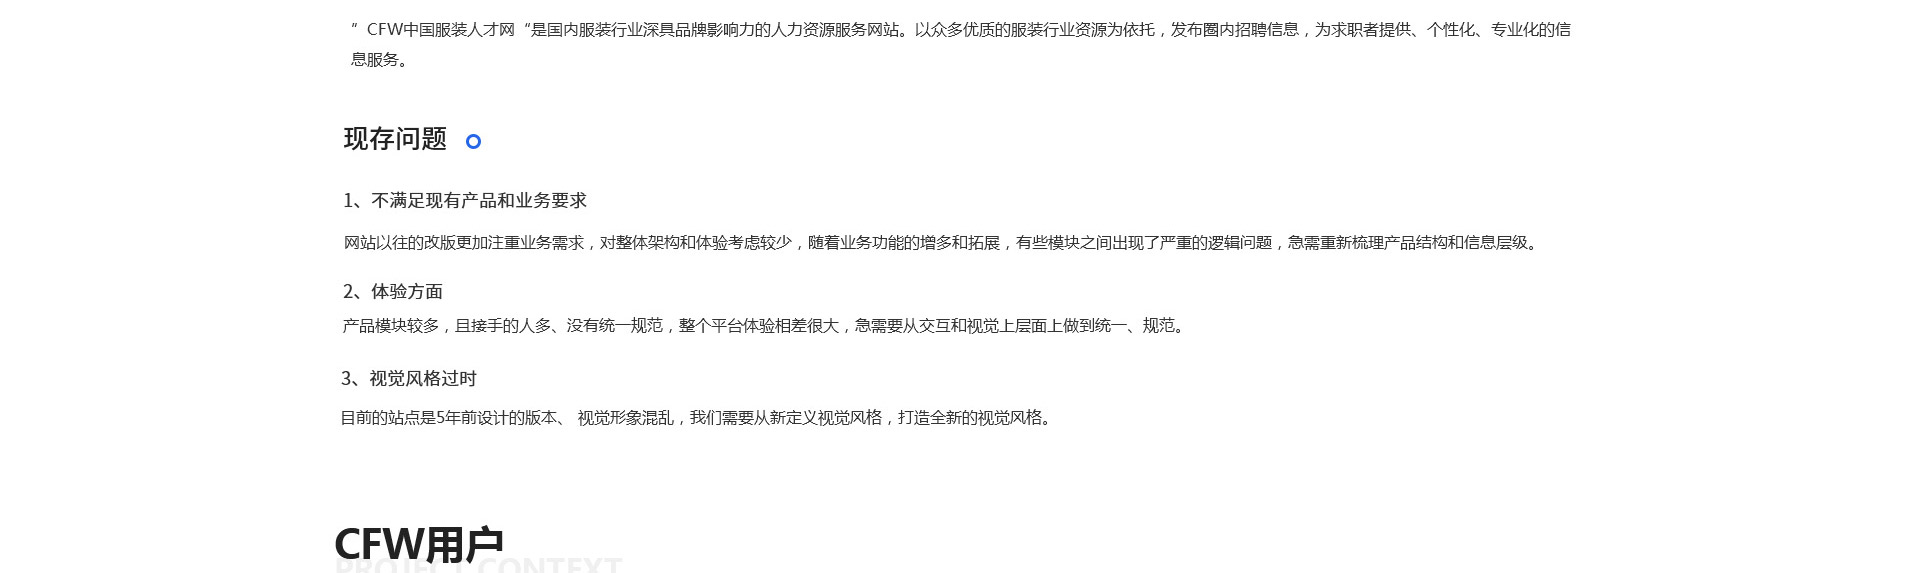 ”CFW中国服装人才网“是国内服装行业深具品牌影响力的人力资源服务网站。以众多优质的服装行业资源为依托，发布圈内招聘信息，为求职者提供、个性化、专业化的信
息服务。
现存问题
1、不满足现有产品和业务要求
网站以往的改版更加注重业务需求，对整体架构和体验考虑较少，随着业务功能的增多和拓展，有些模块之间出现了严重的逻辑问题，急需重新梳理产品结构和信息层级。
2、体验方面
产品模块较多，且接手的人多、没有统一规范，整个平台体验相差很大，急需要从交互和视觉上层面上做到统一、规范。
3、视觉风格过时
目前的站点是5年前设计的版本、 视觉形象混乱，我们需要从新定义视觉风格，打造全新的视觉风格。
CFW用户
PROJECT CONTEXT